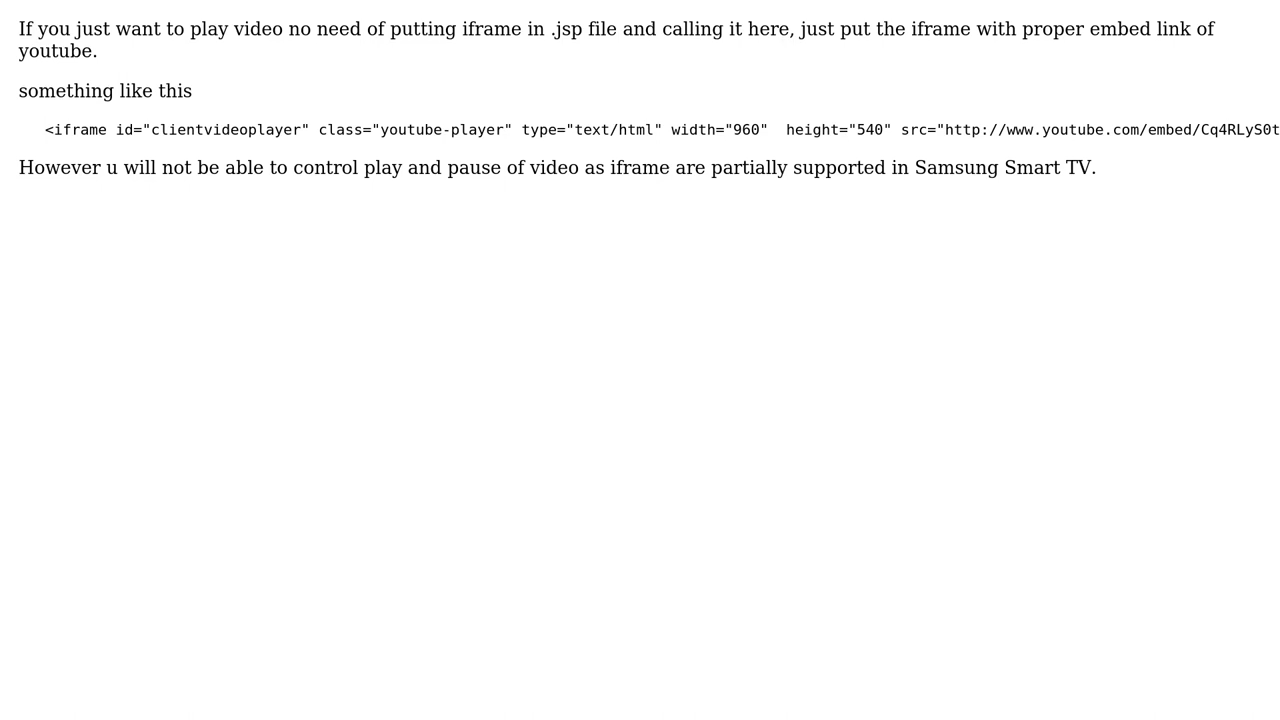 If you just want to play video no need of putting iframe in .jsp file and calling it here, just put the iframe with proper embed link of
youtube.
something like this
<iframe id="clientvideoplayer" class="youtube-player" type="text/html" width="960"  height="540" src="http://www.youtube.com/embed/Cq4RLyS0t
However u will not be able to control play and pause of video as iframe are partially supported in Samsung Smart TV.